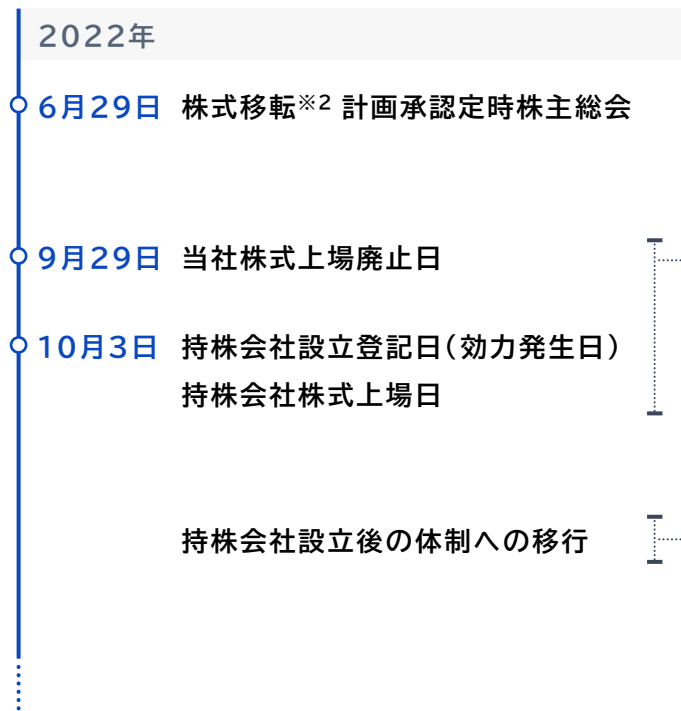 2022年
6月29日 株式移転※2 計画承認定時株主総会
9月29日 当社株式上場廃止日
10月3日 持株会社設立登記日(効力発生日)
持株会社株式上場日
持株会社設立後の体制への移行